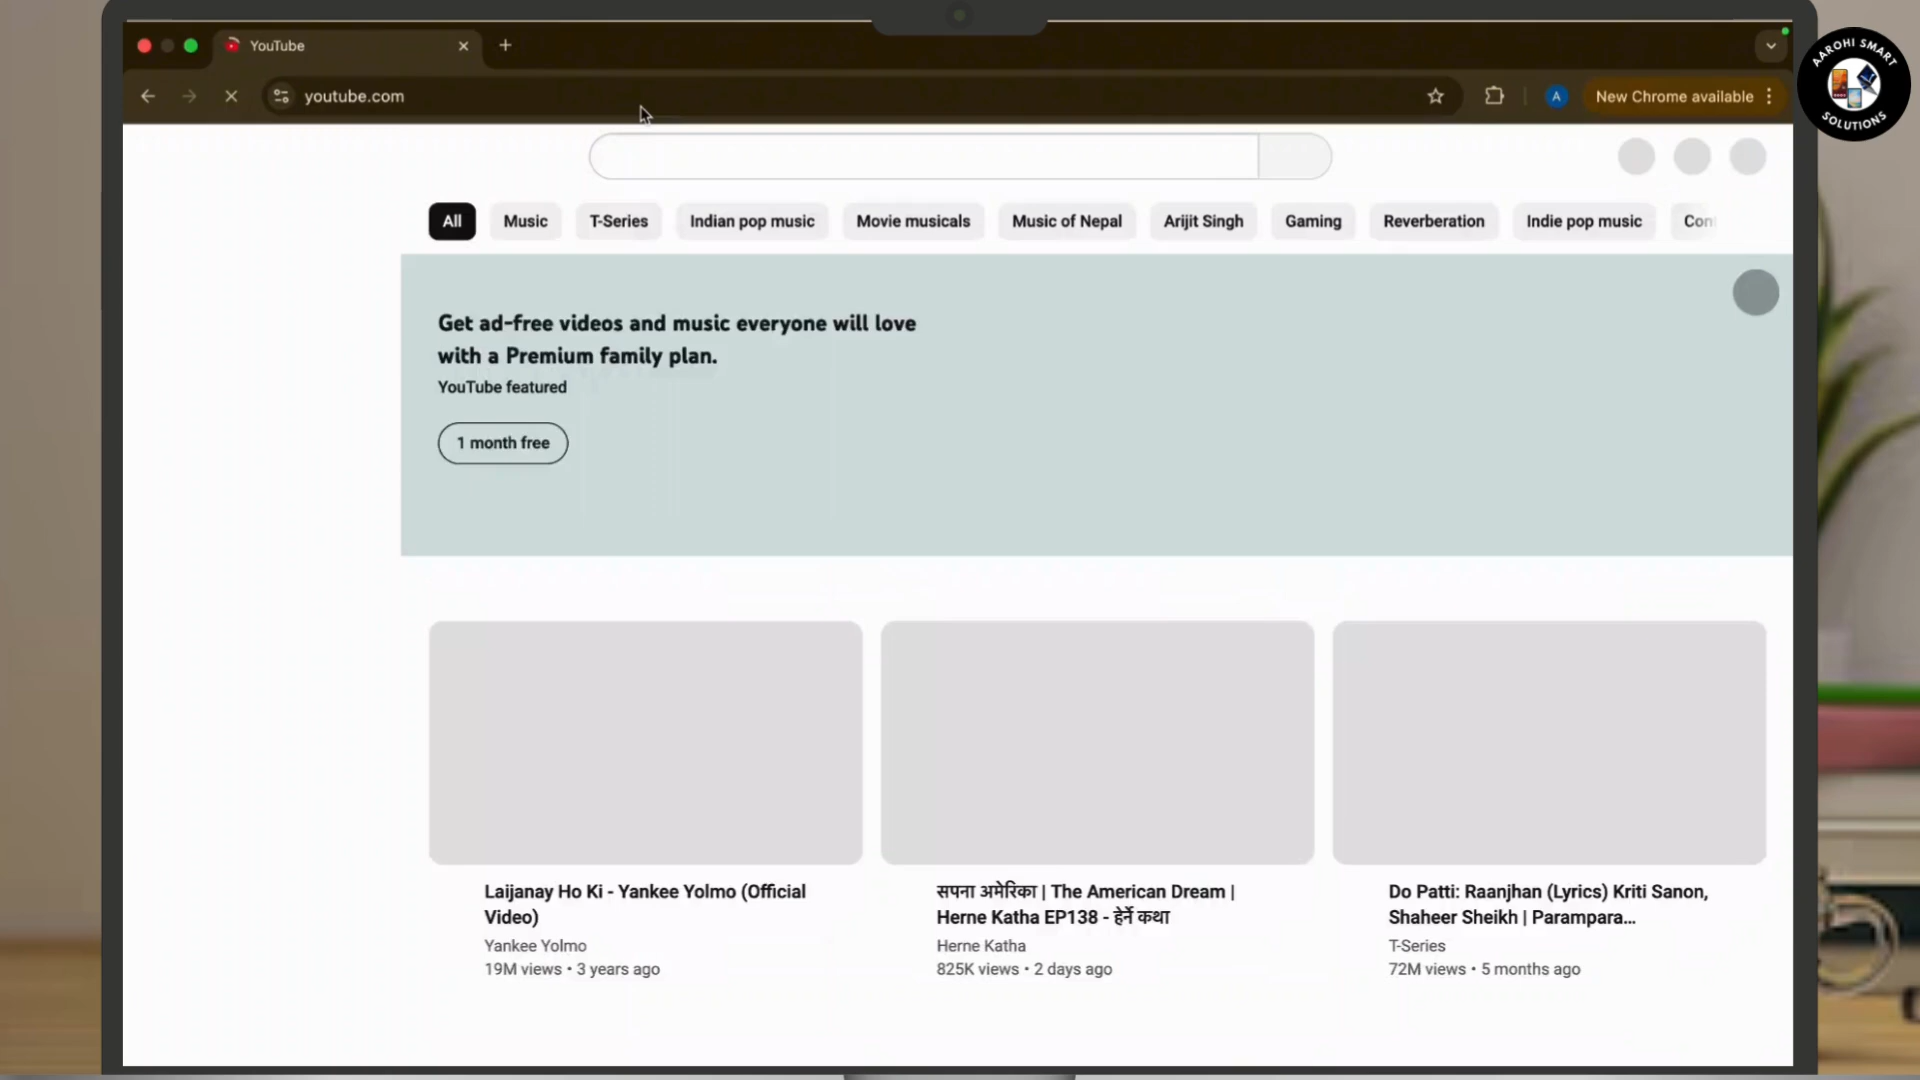 YouTube
youtube.com
A
New Chrome available
AAROHI SMART
SOLUTIONS
All
Music
T-Series
Indian pop music
Movie musicals
Music of Nepal
Arijit Singh
Gaming
Reverberation
Indie pop music
Con
Get ad-free videos and music everyone will love
with a Premium family plan.
YouTube featured
1 month free
Laijanay Ho Ki - Yankee Yolmo (Official
Video)
Yankee Yolmo
19M views • 3 years ago
सपना अमेरिका | The American Dream |
Herne Katha EP138 - हेर्ने कथा
Herne Katha
825K views • 2 days ago
Do Patti: Raanjhan (Lyrics) Kriti Sanon,
Shaheer Sheikh | Parampara...
T-Series
72M views • 5 months ago